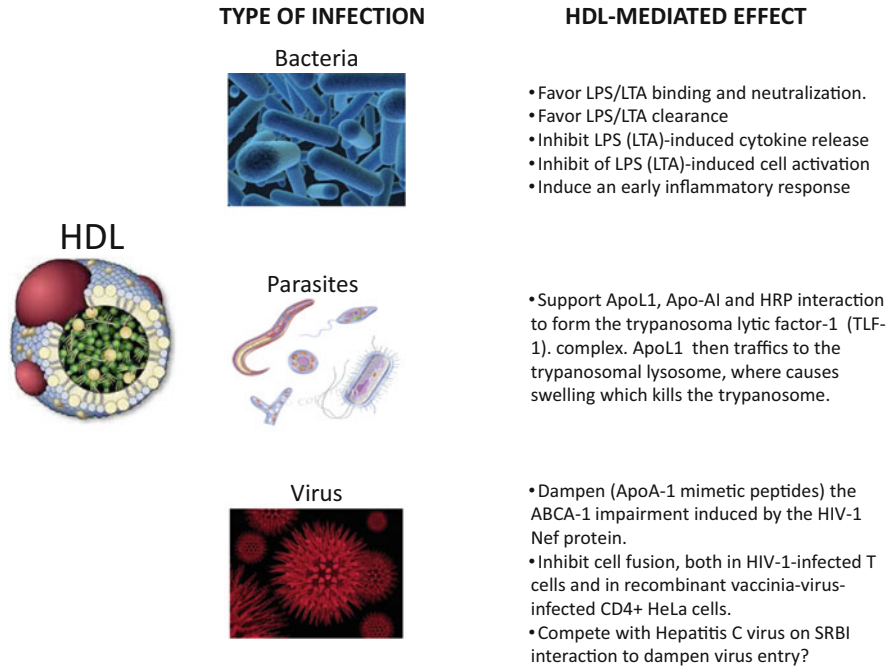 TYPE OF INFECTION
HDL-MEDIATED EFFECT
Bacteria
• Favor LPS/LTA binding and neutralization.
• Favor LPS/LTA clearance
• Inhibit LPS (LTA)-induced cytokine release
• Inhibit of LPS (LTA)-induced cell activation
• Induce an early inflammatory response
HDL
Parasites
• Support ApoL1, Apo-AI and HRP interaction
to form the trypanosoma lytic factor-1 (TLF-
1). complex. ApoL1 then traffics to the
trypanosomal lysosome, where causes
swelling which kills the trypanosome.
Virus
• Dampen (ApoA-1 mimetic peptides) the
ABCA-1 impairment induced by the HIV-1
Nef protein.
• Inhibit cell fusion, both in HIV-1-infected T
cells and in recombinant vaccinia-virus-
infected CD4+ HeLa cells.
• Compete with Hepatitis C virus on SRBI
interaction to dampen virus entry?